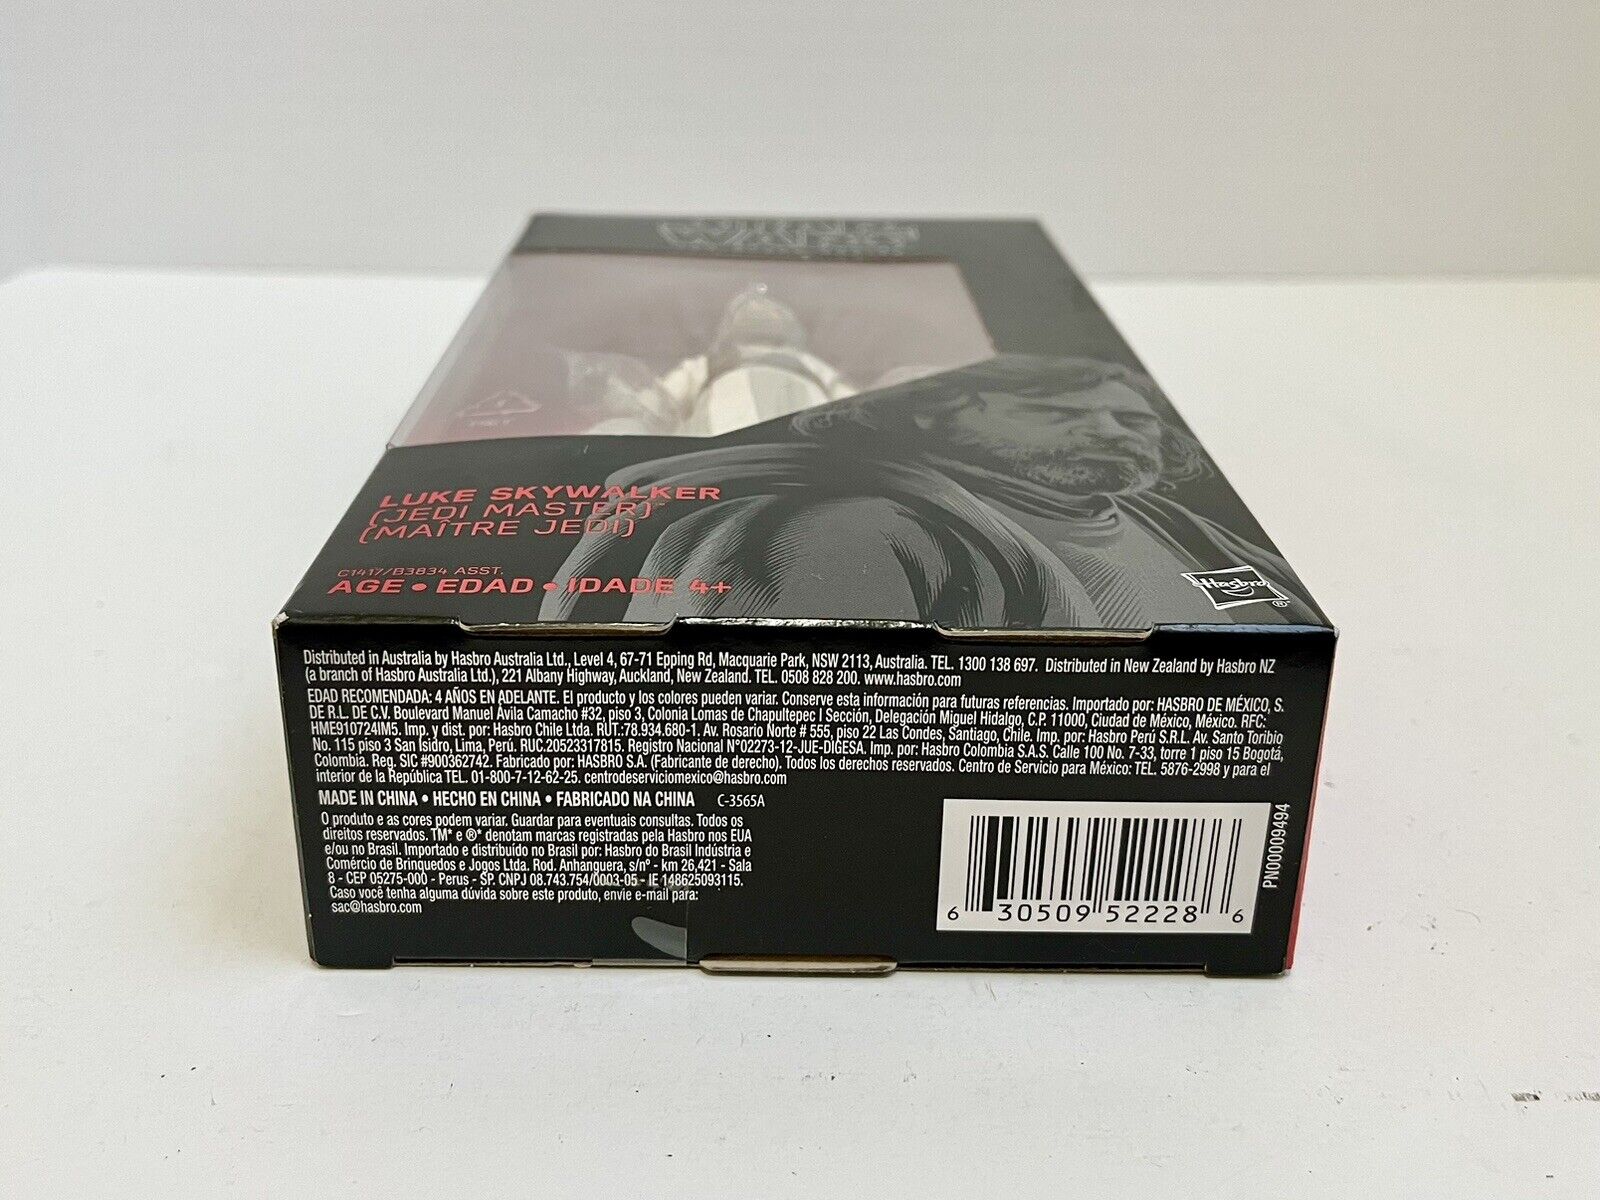 STAR
WARS
PET
LUKE SKYWALKER
(JEDI MASTER)™
(MAÎTRE JEDI)
C1417/B3834 ASST.
AGE • EDAD • IDADE 4+
Hasbro®
Distributed in Australia by Hasbro Australia Ltd., Level 4, 67-71 Epping Rd, Macquarie Park, NSW 2113, Australia. TEL. 1300 138 697. Distributed in New Zealand by Hasbro NZ
(a branch of Hasbro Australia Ltd.), 221 Albany Highway, Auckland, New Zealand. TEL. 0508 828 200. www.hasbro.com
EDAD RECOMENDADA: 4 AÑOS EN ADELANTE. El producto y los colores pueden variar. Conserve esta información para futuras referencias. Importado por: HASBRO DE MÉXICO, S.
DE R.L. DE C.V. Boulevard Manuel Ávila Camacho #32, piso 3, Colonia Lomas de Chapultepec I Sección, Delegación Miguel Hidalgo, C.P. 11000, Ciudad de México, México. RFC:
HME910724IM5. Imp. y dist. por: Hasbro Chile Ltda. RUT.:78.934.680-1. Av. Rosario Norte # 555, piso 22 Las Condes, Santiago, Chile. Imp. por: Hasbro Perú S.R.L. Av. Santo Toribio
No. 115 piso 3 San Isidro, Lima, Perú. RUC.20523317815. Registro Nacional N°02273-12-JUE-DIGESA. Imp. por: Hasbro Colombia S.A.S. Calle 100 No. 7-33, torre 1 piso 15 Bogotá,
Colombia. Reg. SIC #900362742. Fabricado por: HASBRO S.A. (Fabricante de derecho). Todos los derechos reservados. Centro de Servicio para México: TEL. 5876-2998 y para el
interior de la República TEL. 01-800-7-12-62-25. centrodeserviciomexico@hasbro.com
MADE IN CHINA • HECHO EN CHINA • FABRICADO NA CHINA C-3565A
O produto e as cores podem variar. Guardar para eventuais consultas. Todos os
direitos reservados. TM* e ®* denotam marcas registradas pela Hasbro nos EUA
e/ou no Brasil. Importado e distribuído no Brasil por: Hasbro do Brasil Indústria e
Comércio de Brinquedos e Jogos Ltda. Rod. Anhanguera, s/nº - km 26,421 - Sala
8 - CEP 05275-000 - Perus - SP. CNPJ 08.743.754/0003-05 - IE 148625093115.
Caso você tenha alguma dúvida sobre este produto, envie e-mail para:
sac@hasbro.com
6 30509 52228 6
PN00009494